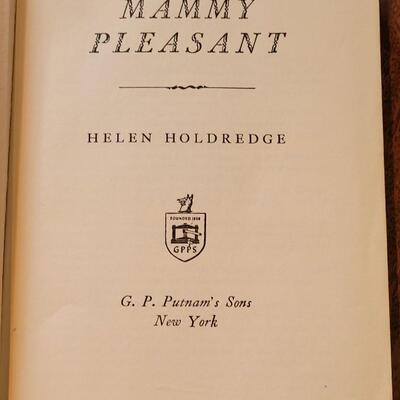 MAMMY
PLEASANT
HELEN HOLDREDGE
FOUNDED 1838
GPPS
G. P. Putnam's Sons
New York